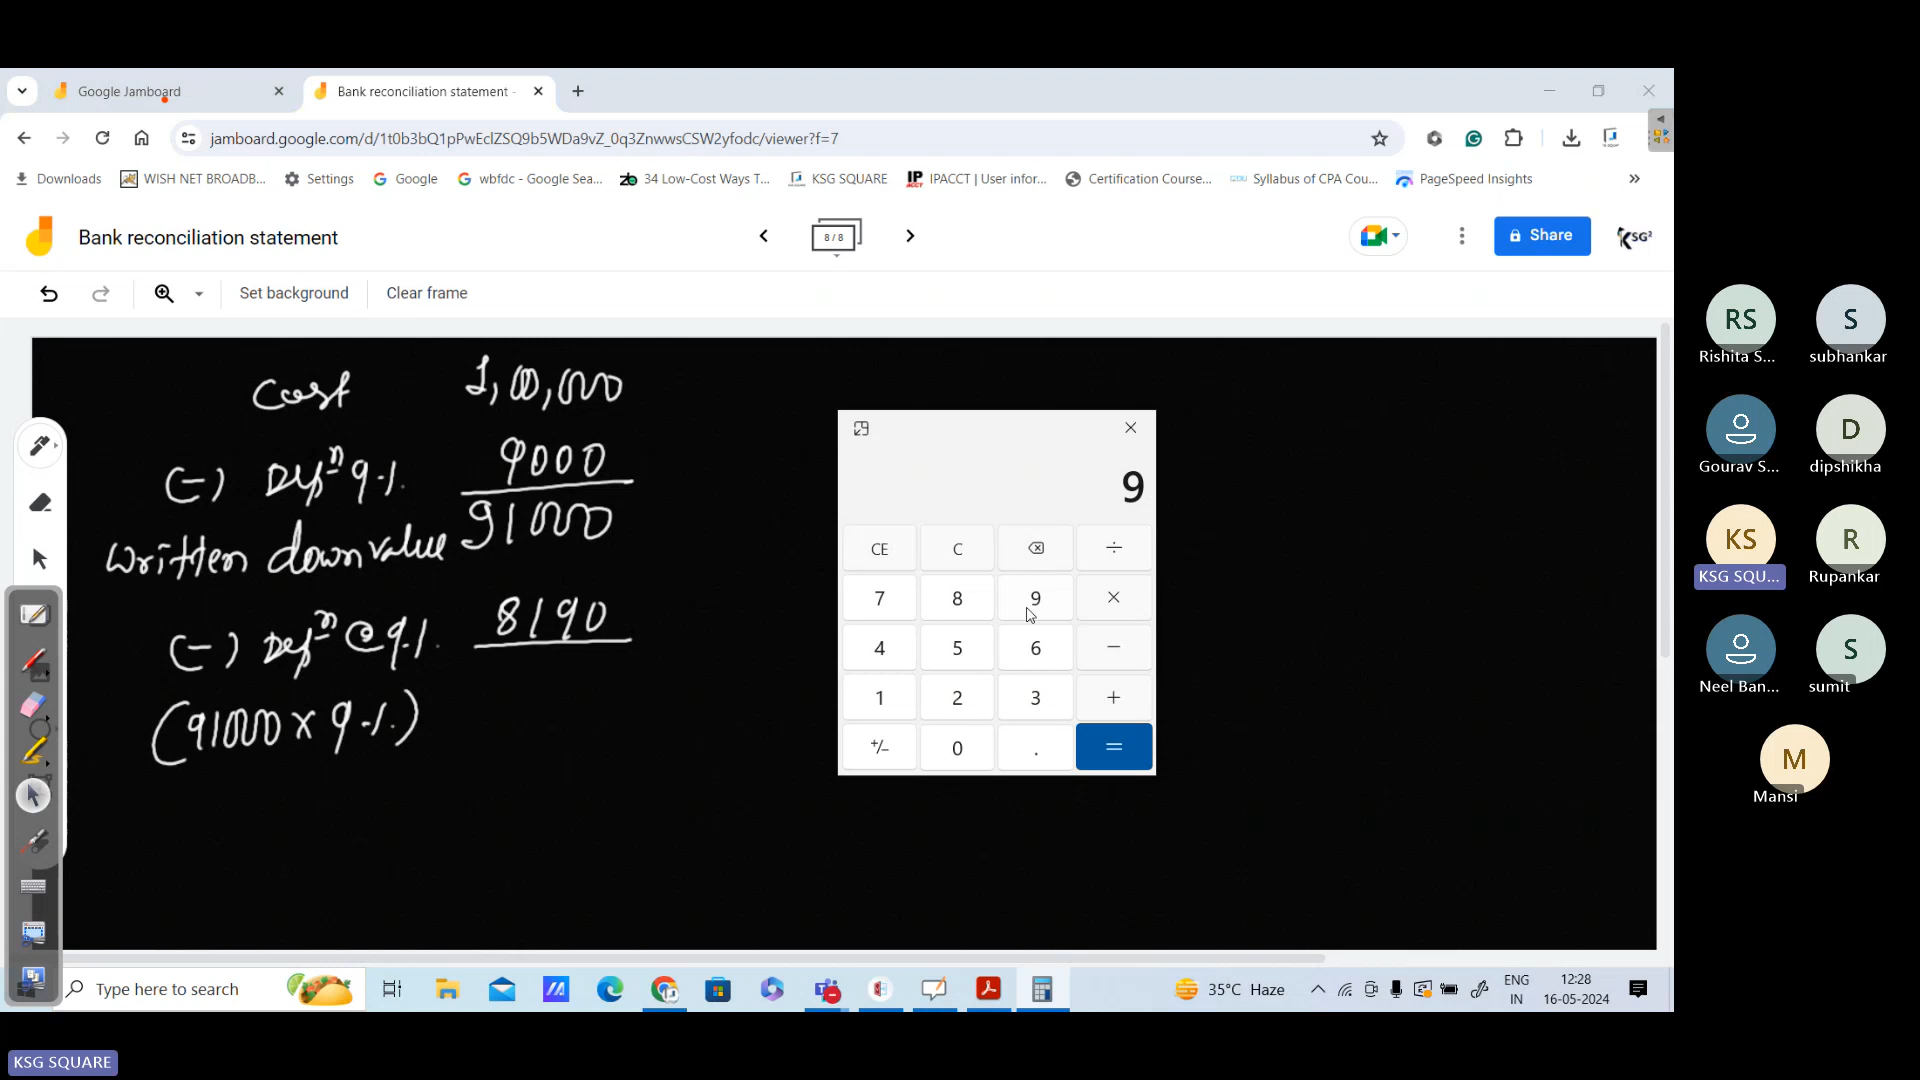 Google Jamboard
Bank reconciliation statement -
jamboard.google.com/d/1t0b3bQ1pPwEclZSQ9b5WDa9vZ_0q3ZnwwsCSW2yfodc/viewer?f=7
Downloads WISH NET BROADB... Settings Google wbfdc - Google Sea... 34 Low-Cost Ways T... KSG SQUARE IPACCT | User infor... Certification Course... Syllabus of CPA Cou... PageSpeed Insights
Bank reconciliation statement
8 / 8
Share
KSG²
Set background Clear frame
Cost 1,00,000
(-) Depⁿ 9.1. 9000
Written down value 91000
(-) Depⁿ @ 9.1. 8190
(91000 x 9.1.)
9
CE C ÷
7 8 9 ×
4 5 6 −
1 2 3 +
+/− 0 . =
RS S
Rishita S... subhankar
D
Gourav S... dipshikha
KS R
KSG SQU... Rupankar
S
Neel Ban... sumit
M
Mansi
Type here to search
35°C Haze
ENG
IN
12:28
16-05-2024
KSG SQUARE